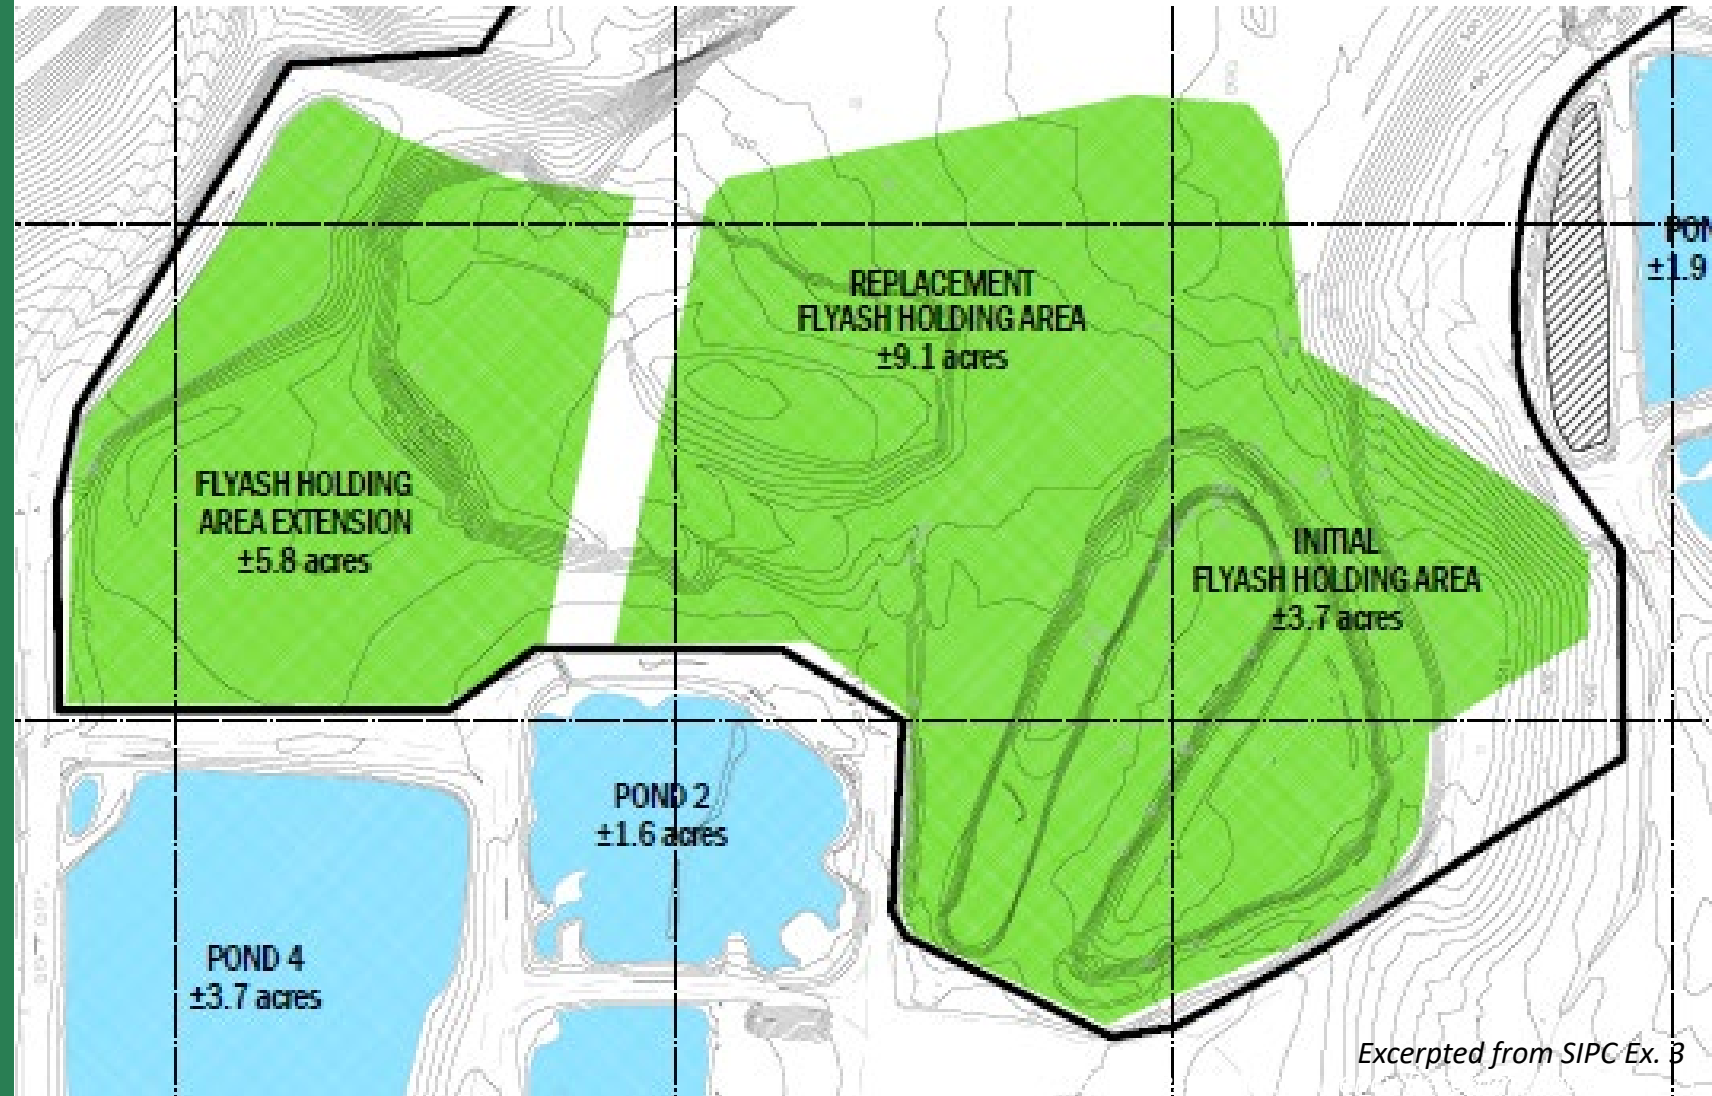 REPLACEMENT
FLYASH HOLDING AREA
±9.1 acres
FLYASH HOLDING
AREA EXTENSION
±5.8 acres
INITIAL
FLYASH HOLDING AREA
±3.7 acres
PON
±1.9
POND 2
±1.6 acres
POND 4
±3.7 acres
Excerpted from SIPC Ex. 3